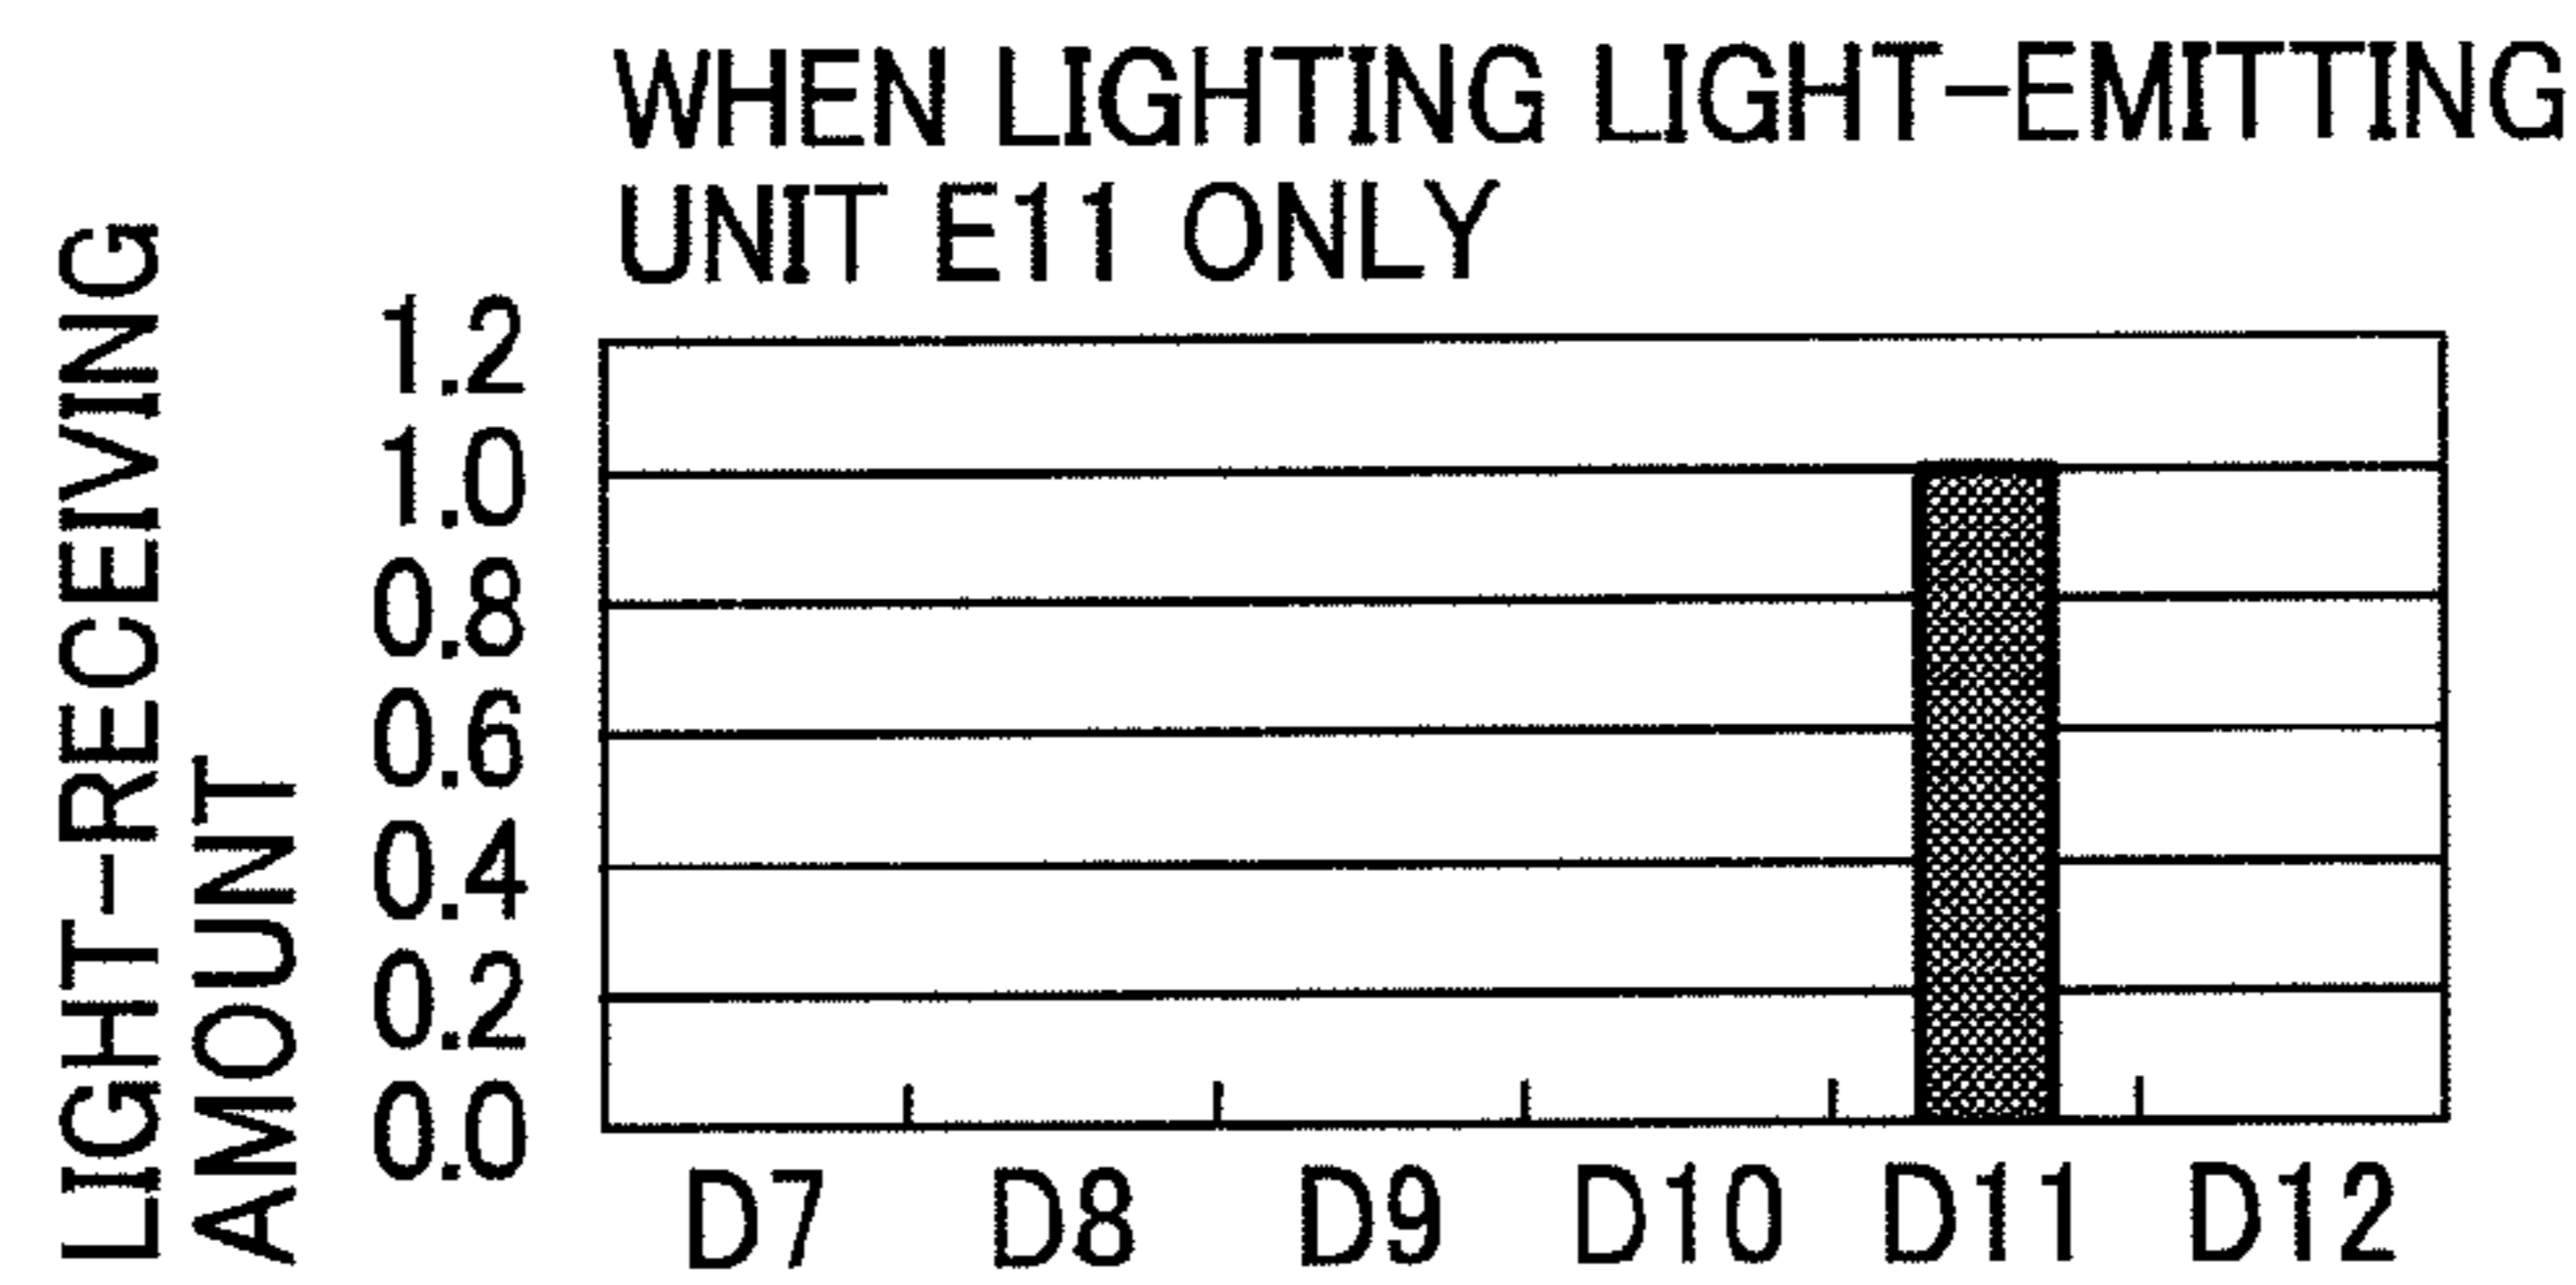 WHEN LIGHTING LIGHT-EMITTING
UNIT E11 ONLY
LIGHT-RECEIVING
AMOUNT
1.2
1.0
0.8
0.6
0.4
0.2
0.0
D7 D8 D9 D10 D11 D12